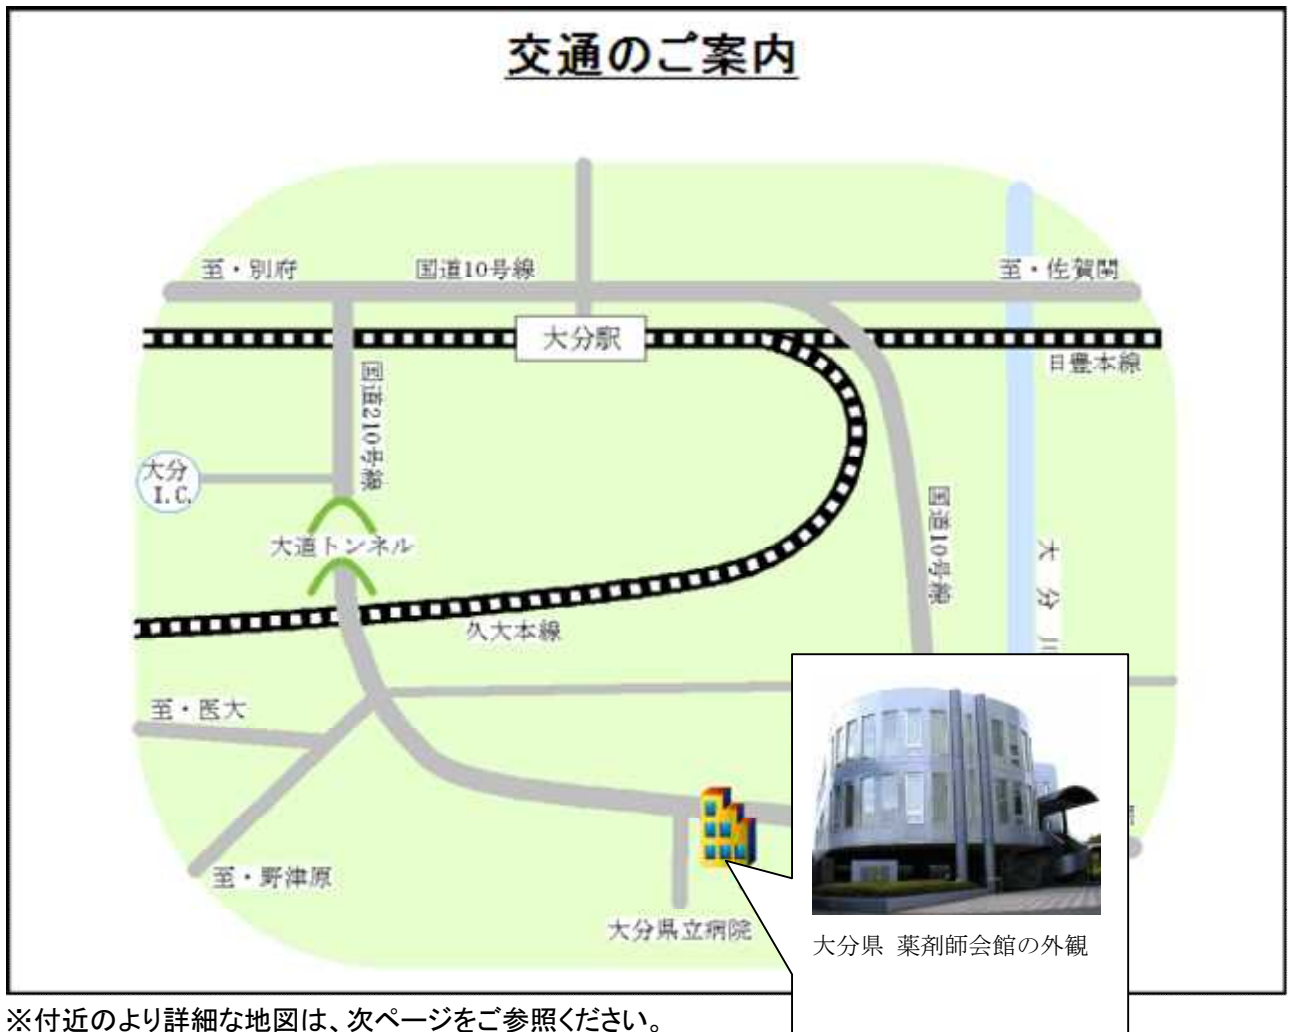 交通のご案内
至・別府
国道10号線
至・佐賀関
大分駅
日豊本線
国道210号線
大分
I.C.
国道10号線
大道トンネル
大分川
久大本線
至・医大
至・野津原
大分県立病院
大分県 薬剤師会館の外観
※付近のより詳細な地図は、次ページをご参照ください。